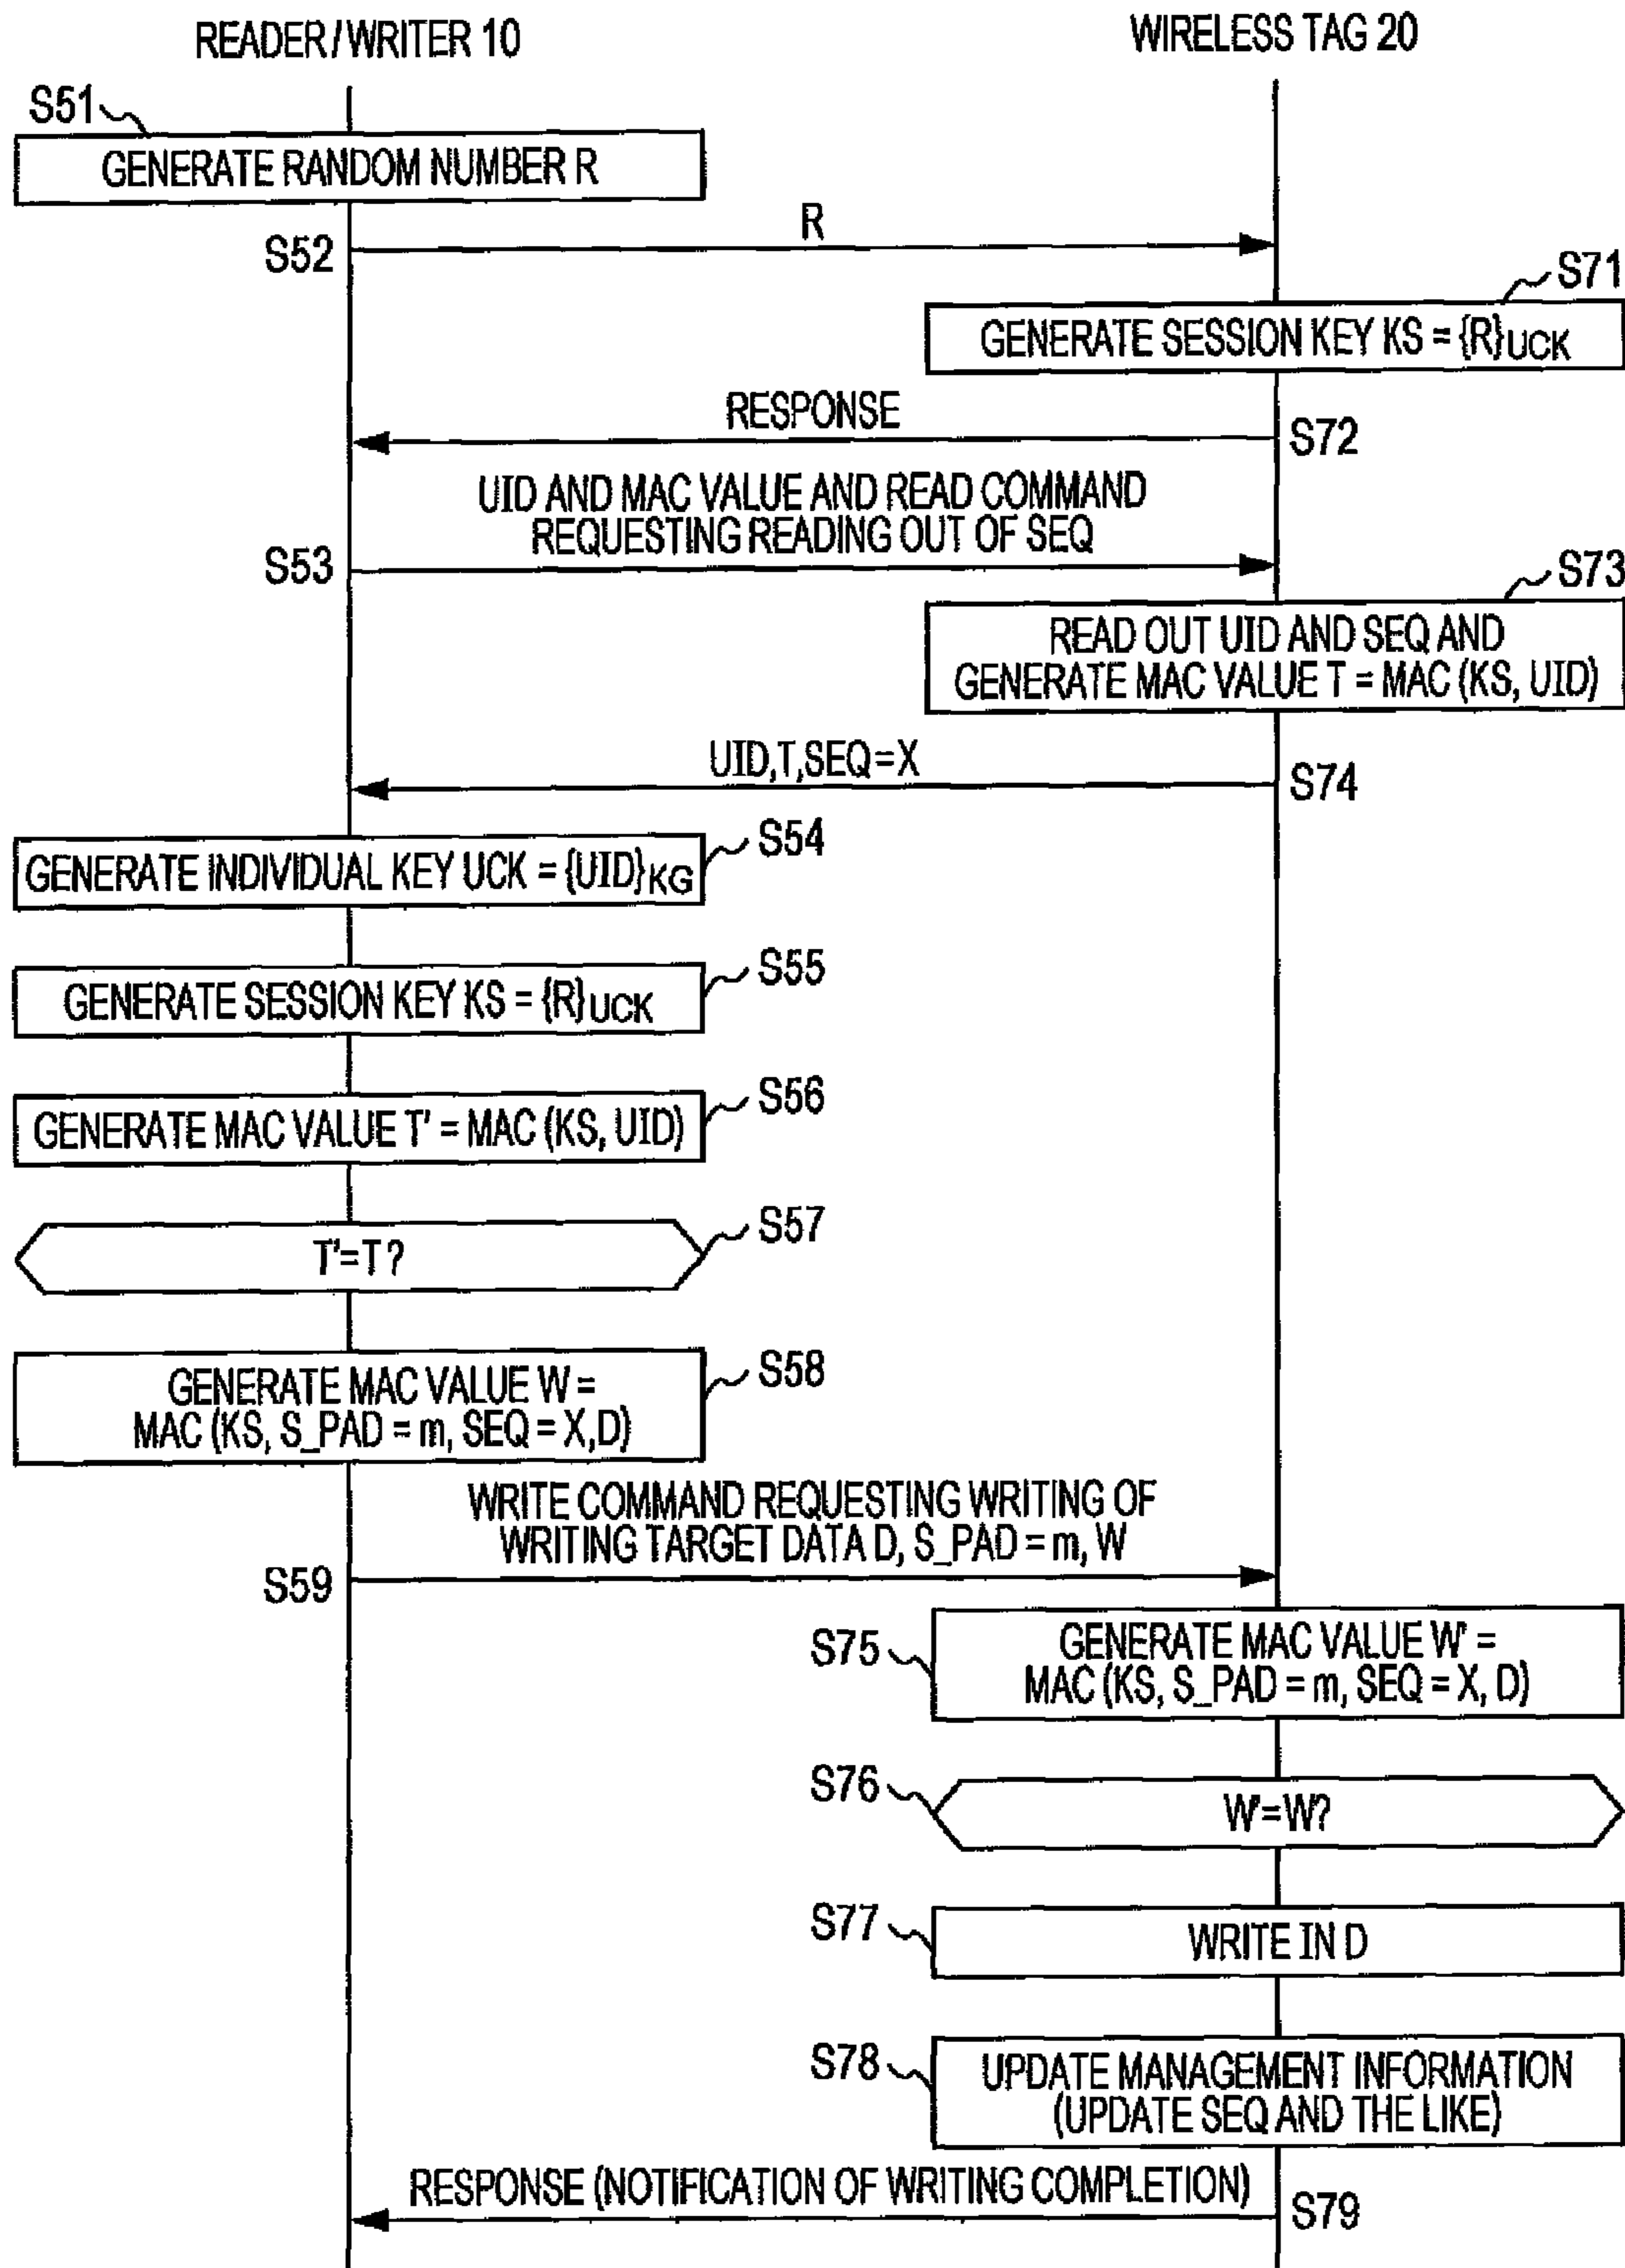 READER / WRITER 10
WIRELESS TAG 20
S51
GENERATE RANDOM NUMBER R
R
S52
S71
GENERATE SESSION KEY KS = {R}UCK
RESPONSE
S72
UID AND MAC VALUE AND READ COMMAND
REQUESTING READING OUT OF SEQ
S53
S73
READ OUT UID AND SEQ AND
GENERATE MAC VALUE T = MAC (KS, UID)
UID,T,SEQ=X
S74
S54
GENERATE INDIVIDUAL KEY UCK = {UID}KG
S55
GENERATE SESSION KEY KS = {R}UCK
S56
GENERATE MAC VALUE T' = MAC (KS, UID)
S57
T'=T?
S58
GENERATE MAC VALUE W =
MAC (KS, S_PAD = m, SEQ = X,D)
WRITE COMMAND REQUESTING WRITING OF
WRITING TARGET DATA D, S_PAD = m, W
S59
S75
GENERATE MAC VALUE W' =
MAC (KS, S_PAD = m, SEQ = X, D)
S76
W'=W?
S77
WRITE IN D
S78
UPDATE MANAGEMENT INFORMATION
(UPDATE SEQ AND THE LIKE)
RESPONSE (NOTIFICATION OF WRITING COMPLETION)
S79